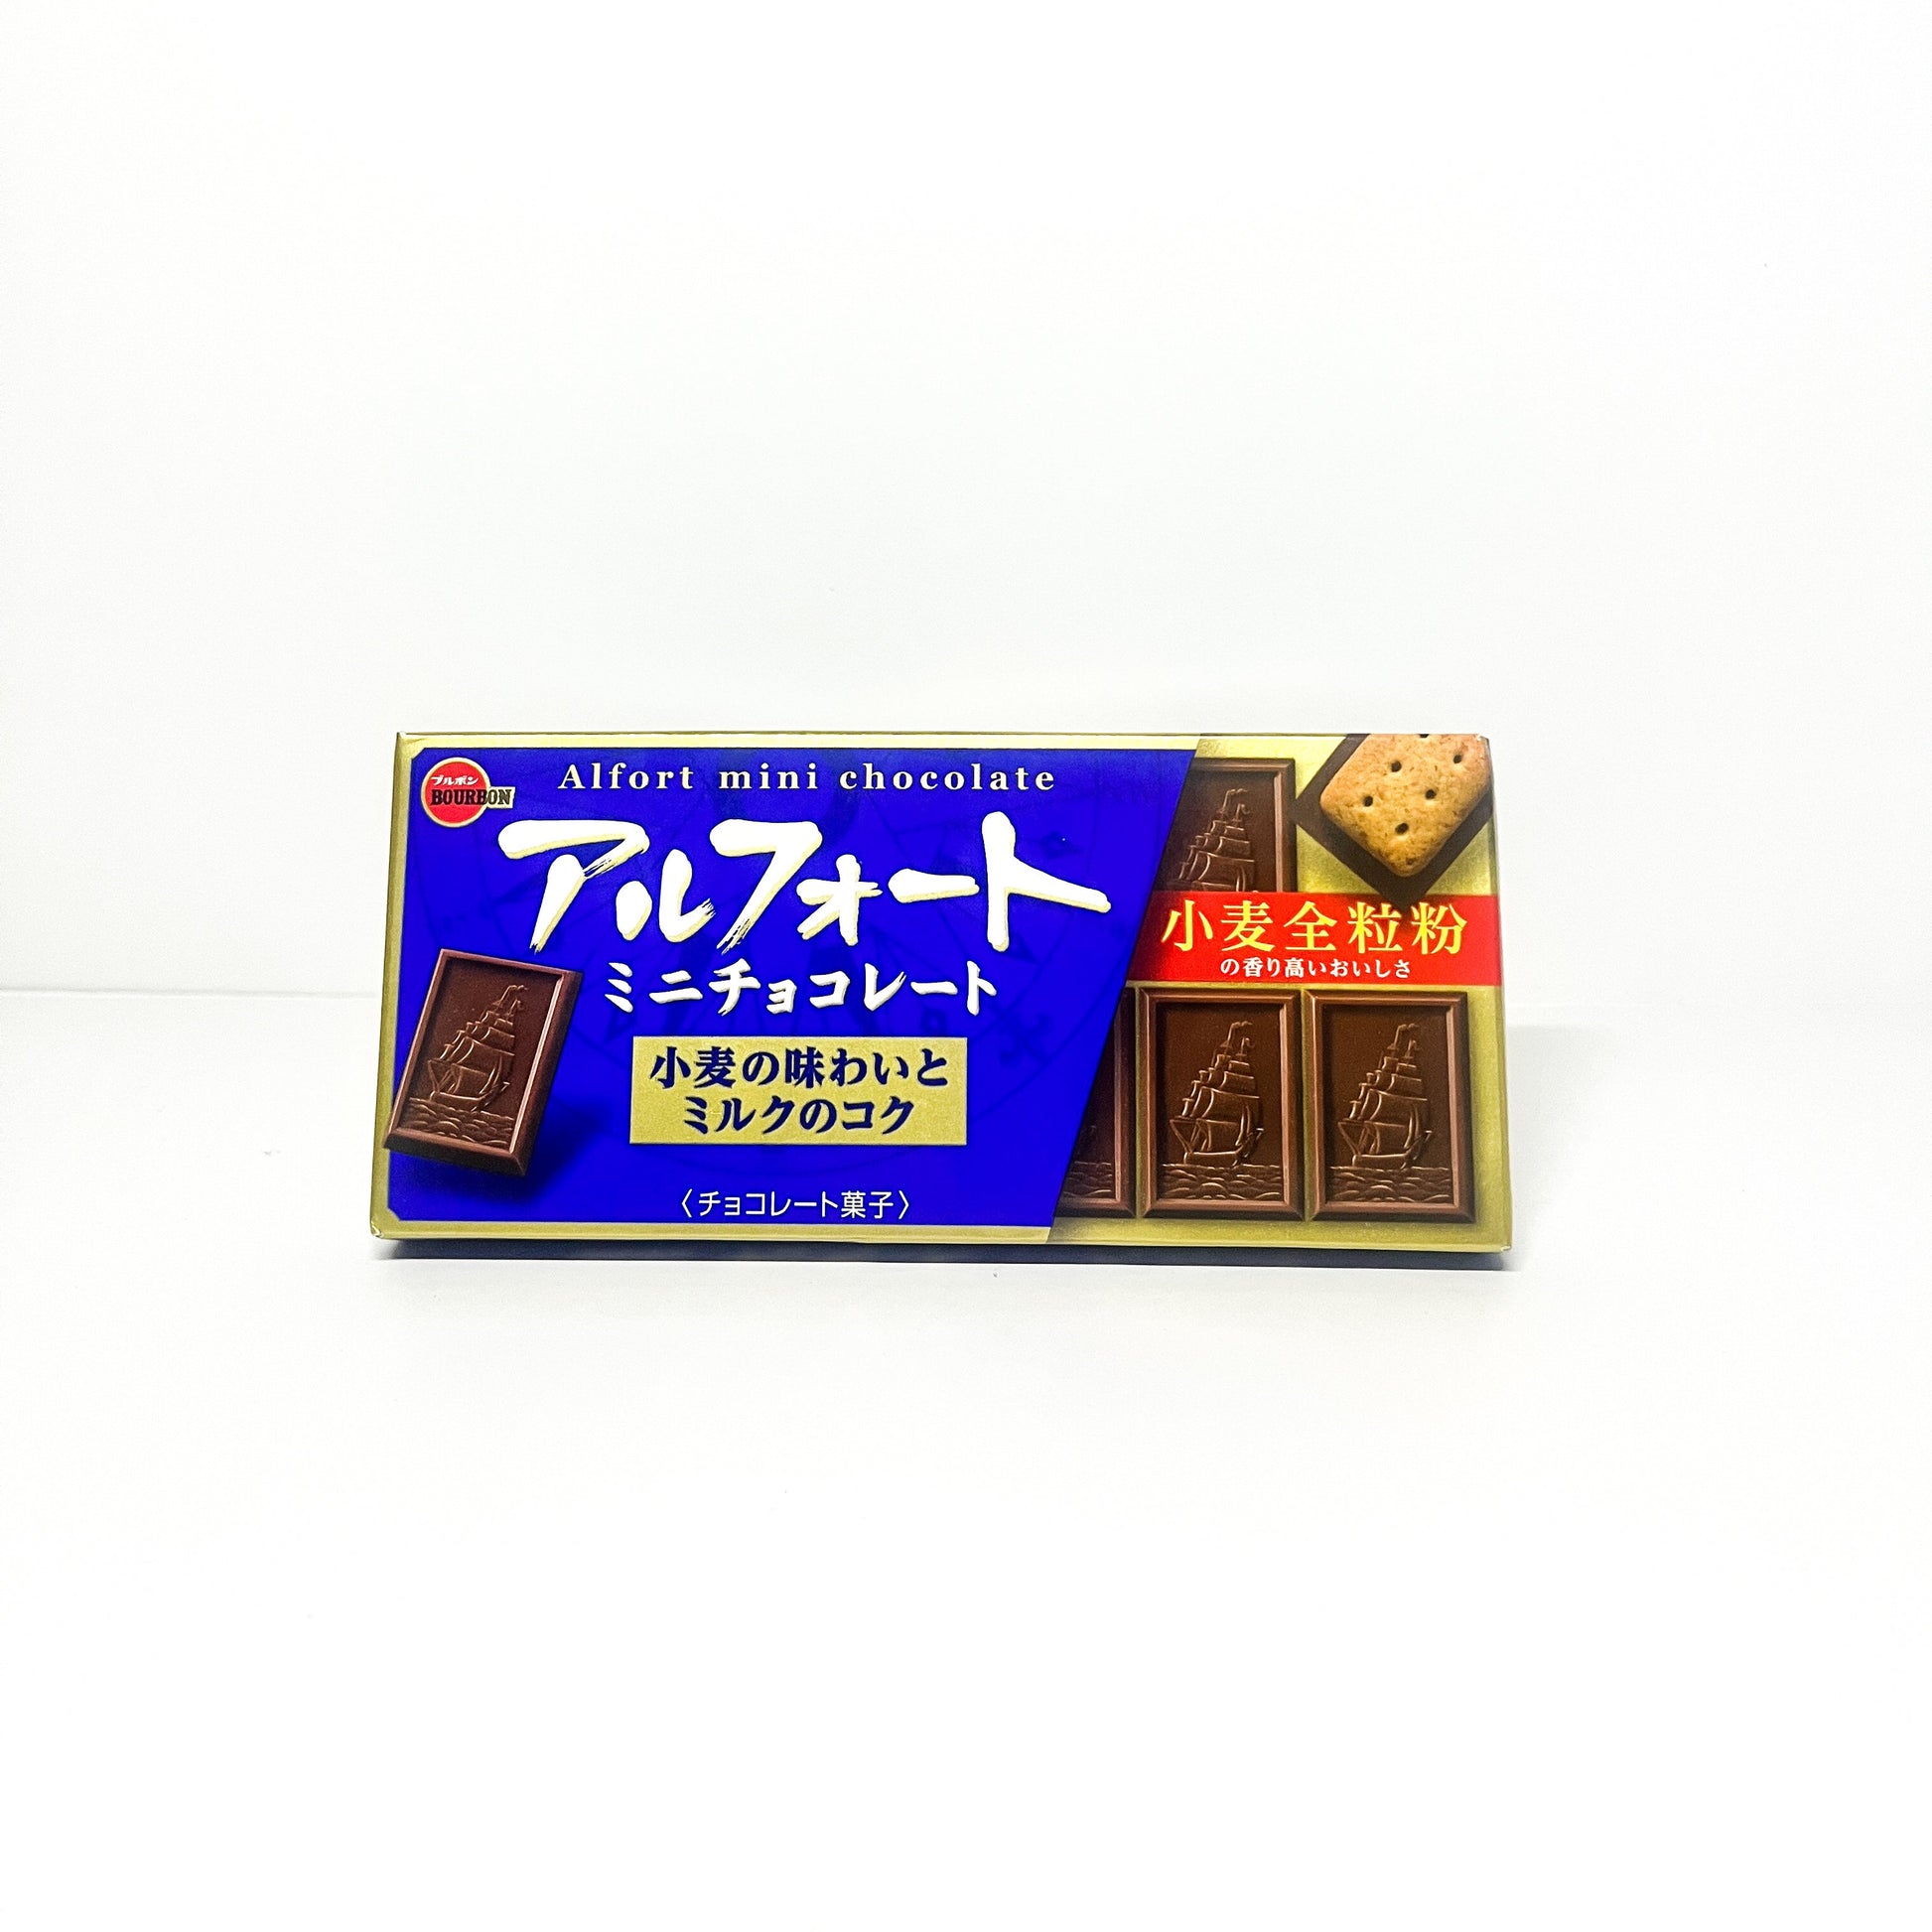 ブルボン
BOURBON
Alfort mini chocolate
アルフォート
ミニチョコレート
小麦の味わいと
ミルクのコク
〈チョコレート菓子〉
小麦全粒粉
の香り高いおいしさ